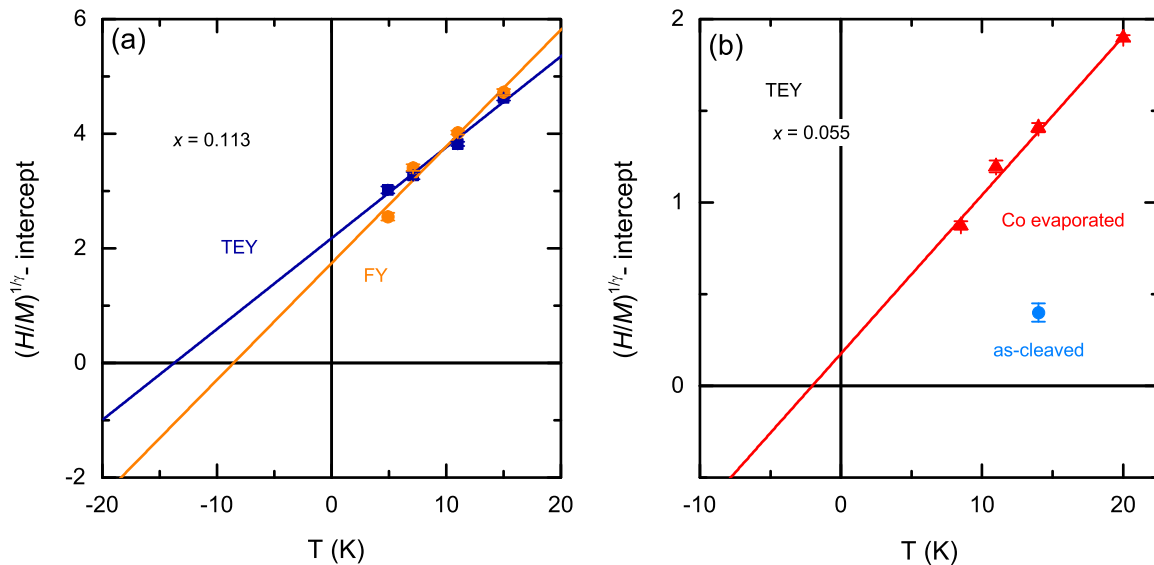 (a)
x = 0.113
TEY
FY
6
4
2
0
-2
-20
-10
0
10
20
T (K)
(H/M)^{1/γ}- intercept
(b)
TEY
x = 0.055
Co evaporated
as-cleaved
2
1
0
-10
0
10
20
T (K)
(H/M)^{1/γ}- intercept